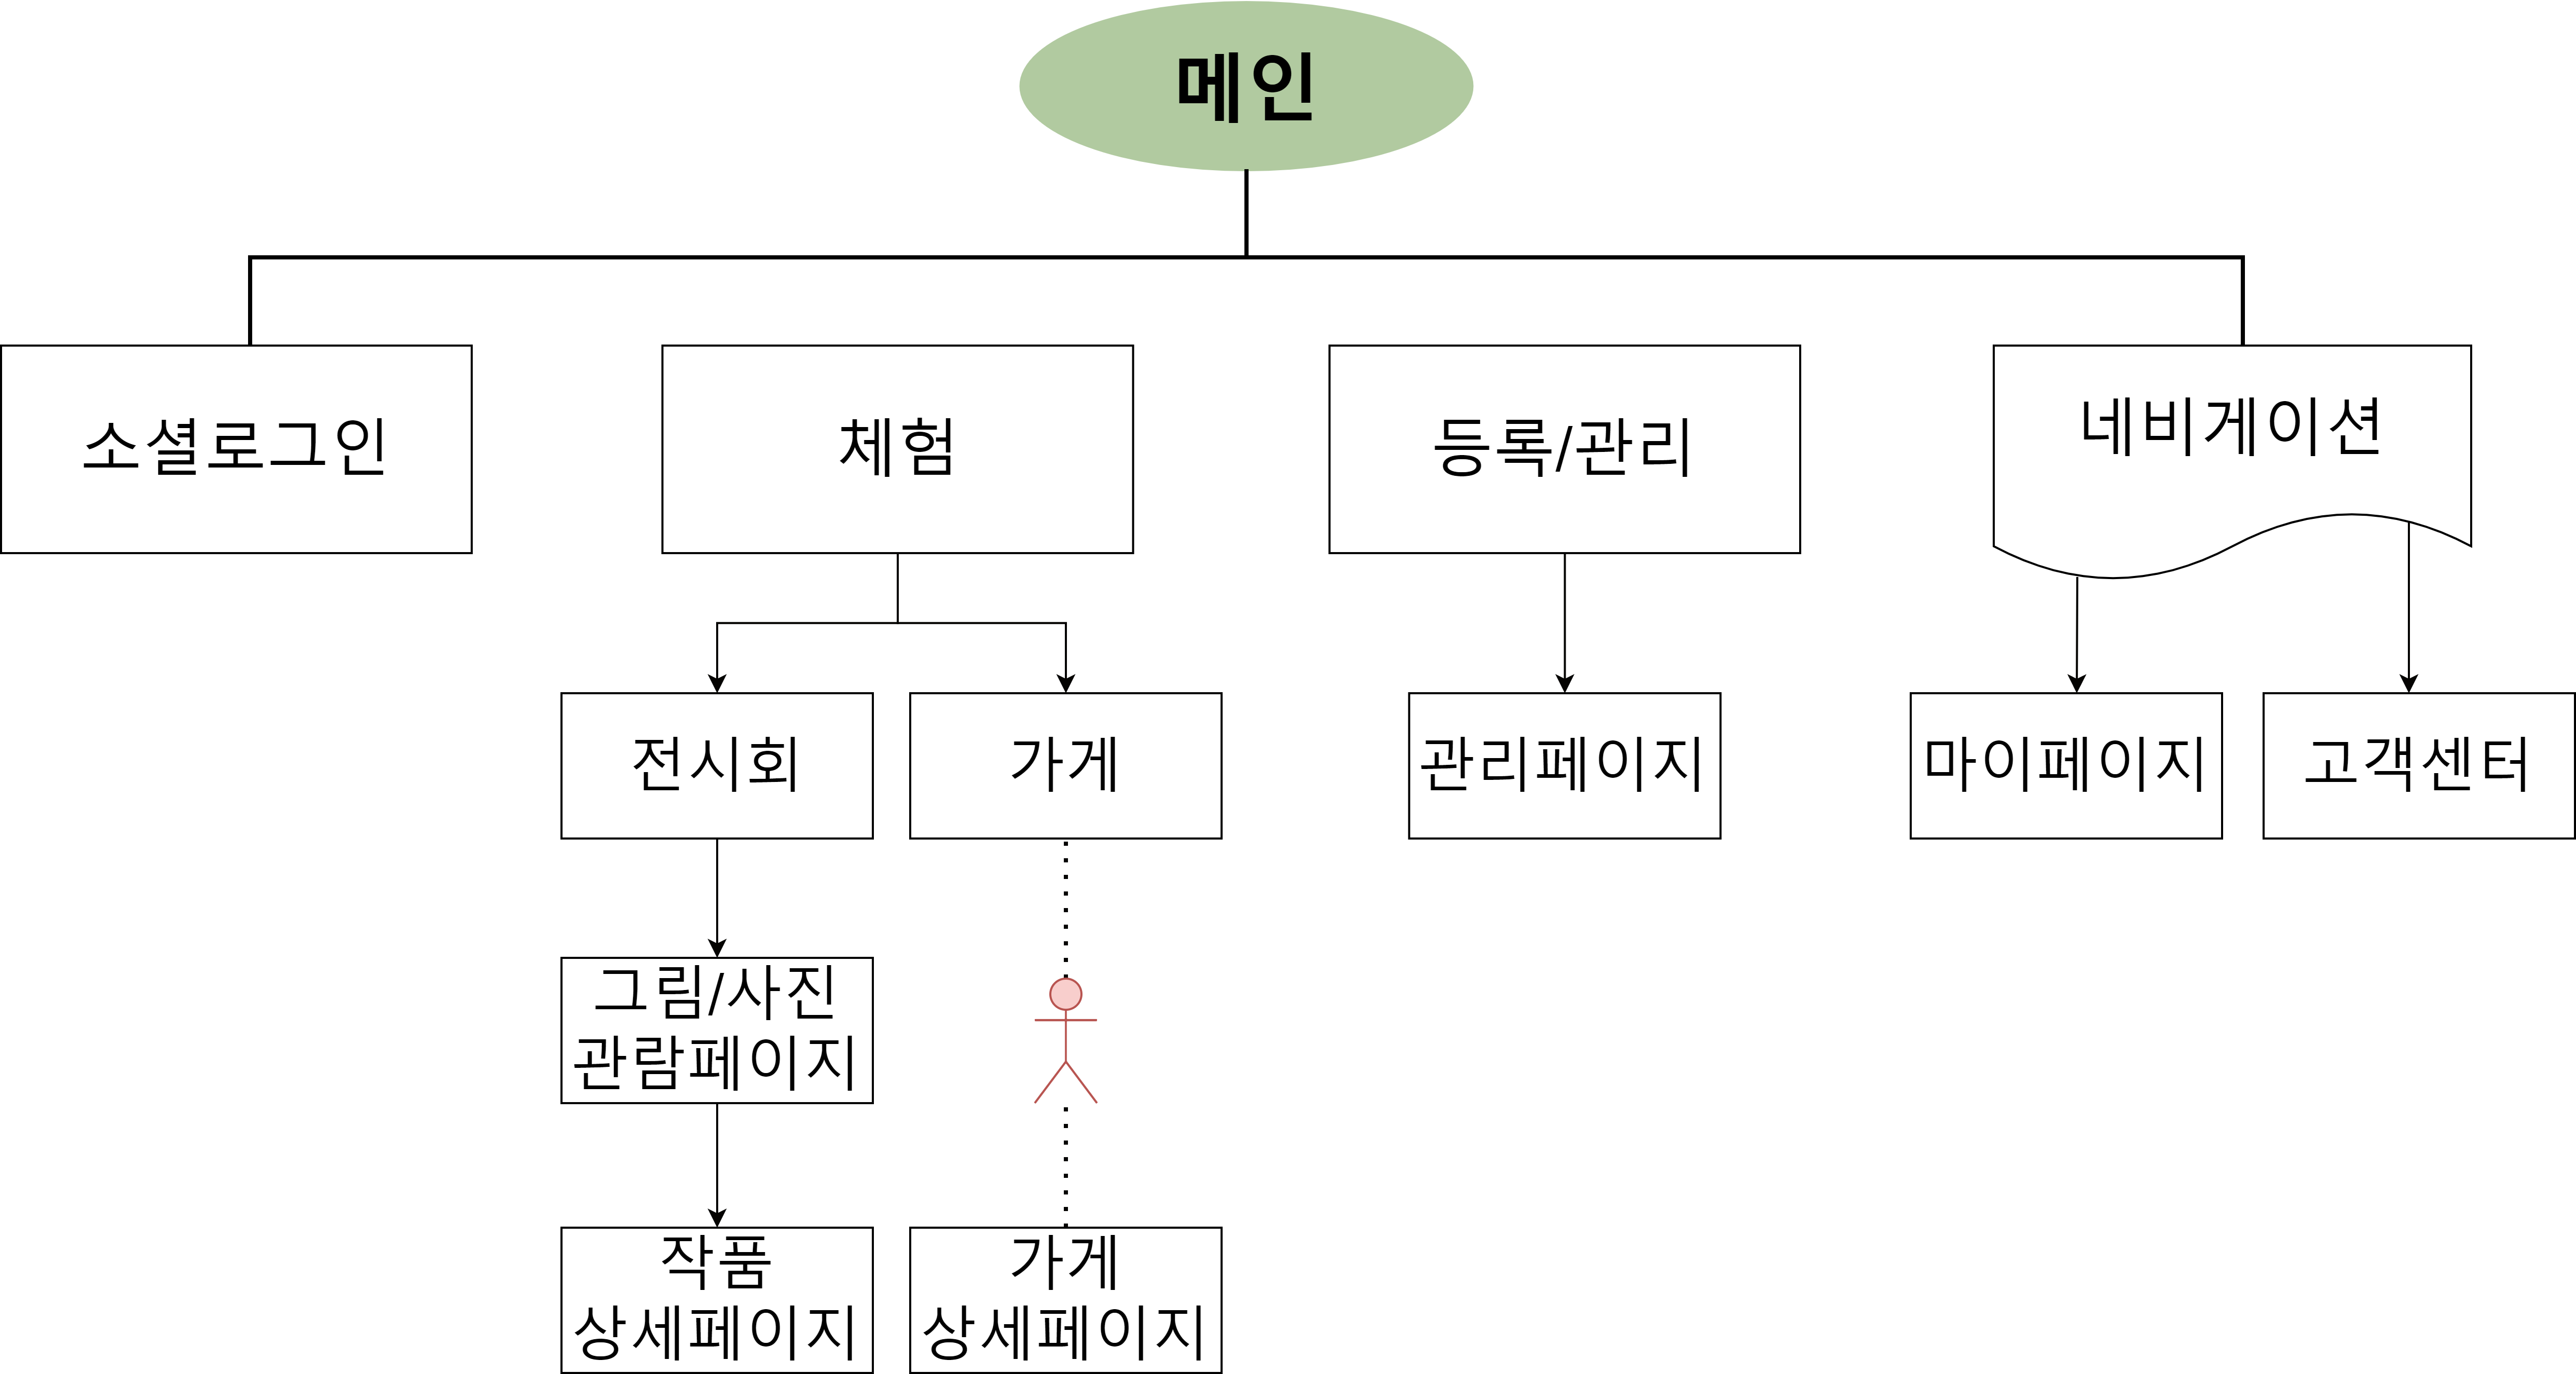 메인
소셜로그인
체험
등록/관리
네비게이션
전시회
가게
관리페이지
마이페이지
고객센터
그림/사진
관람페이지
작품
상세페이지
가게
상세페이지